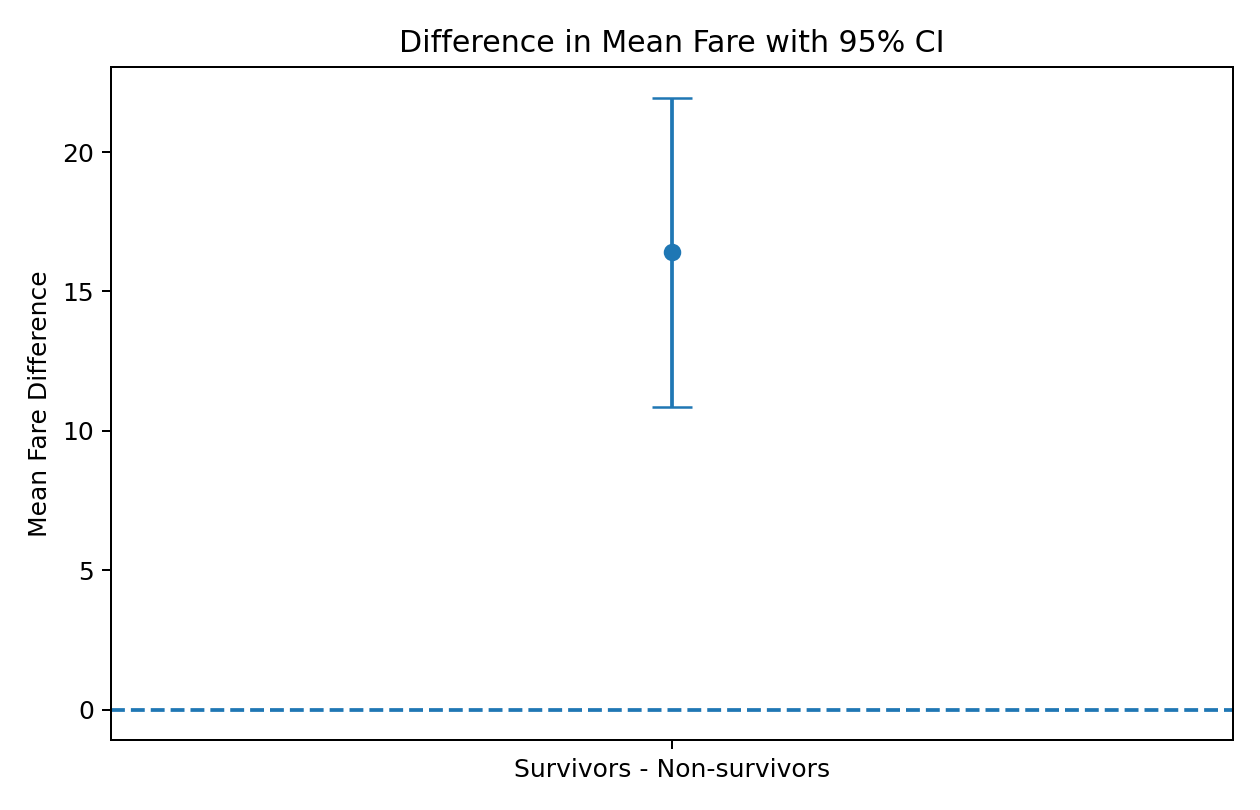 Difference in Mean Fare with 95% CI
Mean Fare Difference
20
15
10
5
0
Survivors - Non-survivors